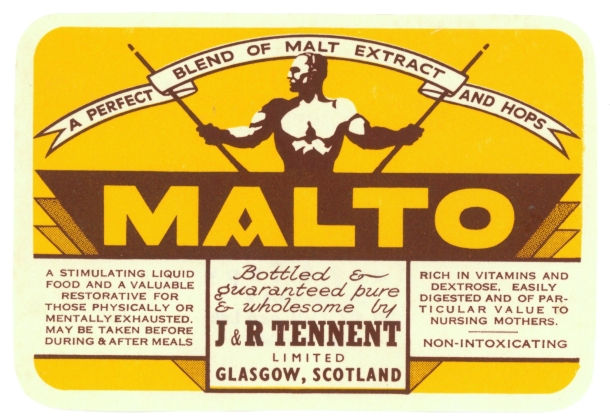 A PERFECT BLEND OF MALT EXTRACT AND HOPS
MALTO
A STIMULATING LIQUID
FOOD AND A VALUABLE
RESTORATIVE FOR
THOSE PHYSICALLY OR
MENTALLY EXHAUSTED.
MAY BE TAKEN BEFORE
DURING & AFTER MEALS
Bottled &
guaranteed pure
& wholesome by
J & R TENNENT
LIMITED
GLASGOW, SCOTLAND
RICH IN VITAMINS AND
DEXTROSE, EASILY
DIGESTED AND OF PAR-
TICULAR VALUE TO
NURSING MOTHERS.
NON-INTOXICATING